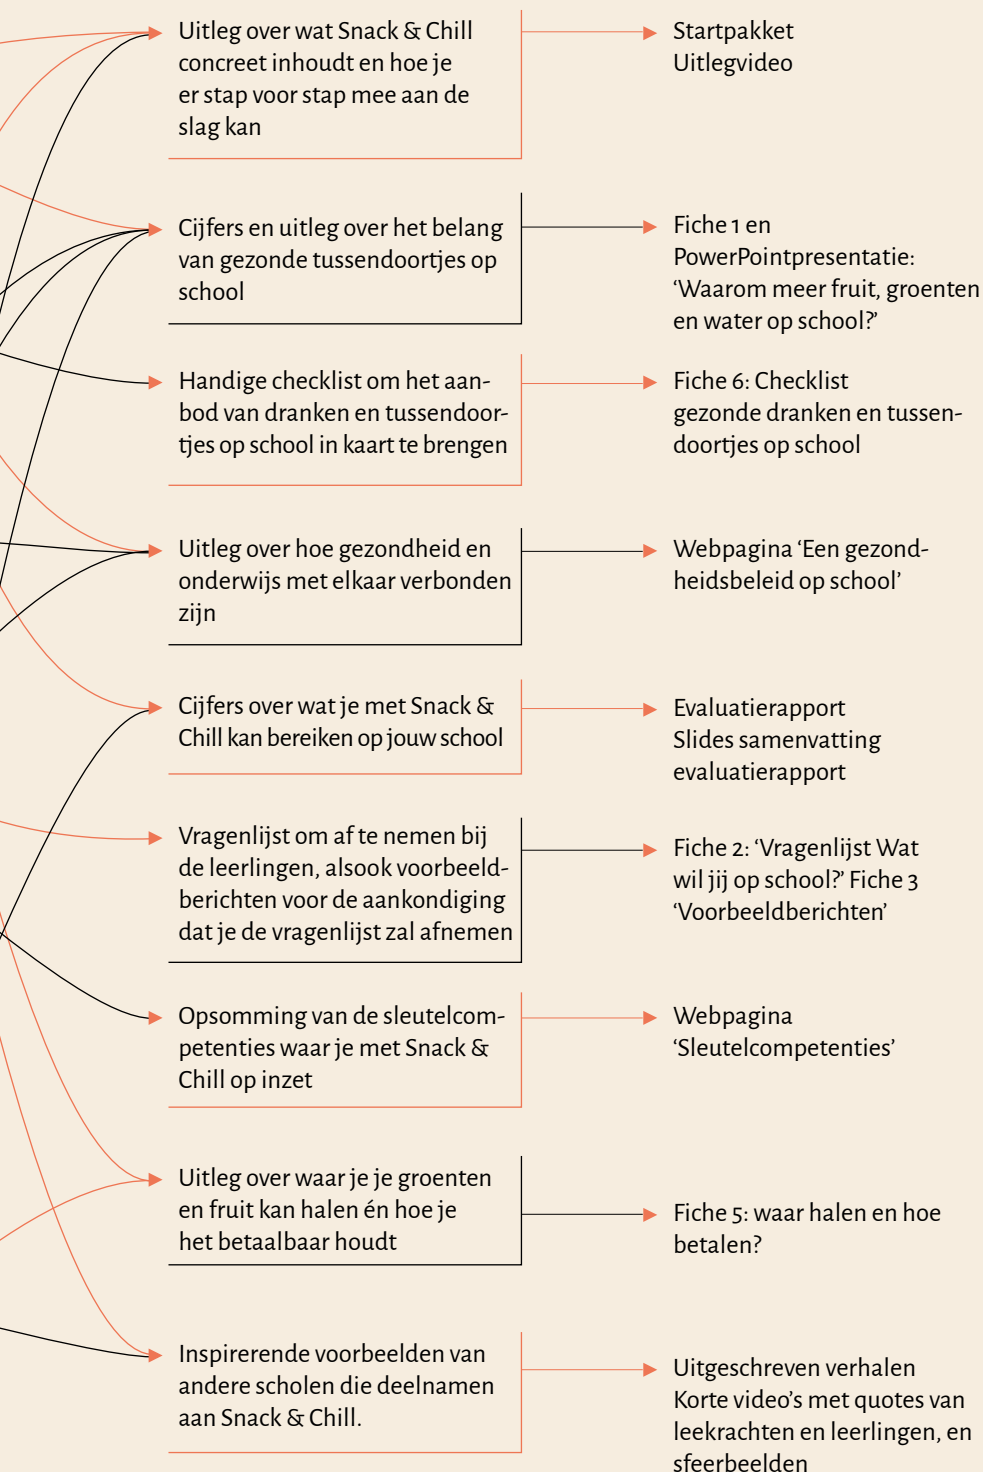 Uitleg over wat Snack & Chill
concreet inhoudt en hoe je
er stap voor stap mee aan de
slag kan
Startpakket
Uitlegvideo
Cijfers en uitleg over het belang
van gezonde tussendoortjes op
school
Fiche 1 en
PowerPointpresentatie:
‘Waarom meer fruit, groenten
en water op school?’
Handige checklist om het aan-
bod van dranken en tussendoor-
tjes op school in kaart te brengen
Fiche 6: Checklist
gezonde dranken en tussen-
doortjes op school
Uitleg over hoe gezondheid en
onderwijs met elkaar verbonden
zijn
Webpagina ‘Een gezond-
heidsbeleid op school’
Cijfers over wat je met Snack &
Chill kan bereiken op jouw school
Evaluatierapport
Slides samenvatting
evaluatierapport
Vragenlijst om af te nemen bij
de leerlingen, alsook voorbeeld-
berichten voor de aankondiging
dat je de vragenlijst zal afnemen
Fiche 2: ‘Vragenlijst Wat
wil jij op school?’ Fiche 3
‘Voorbeeldberichten’
Opsomming van de sleutelcom-
petenties waar je met Snack &
Chill op inzet
Webpagina
‘Sleutelcompetenties’
Uitleg over waar je je groenten
en fruit kan halen én hoe je
het betaalbaar houdt
Fiche 5: waar halen en hoe
betalen?
Inspirerende voorbeelden van
andere scholen die deelnamen
aan Snack & Chill.
Uitgeschreven verhalen
Korte video’s met quotes van
leekrachten en leerlingen, en
sfeerbeelden